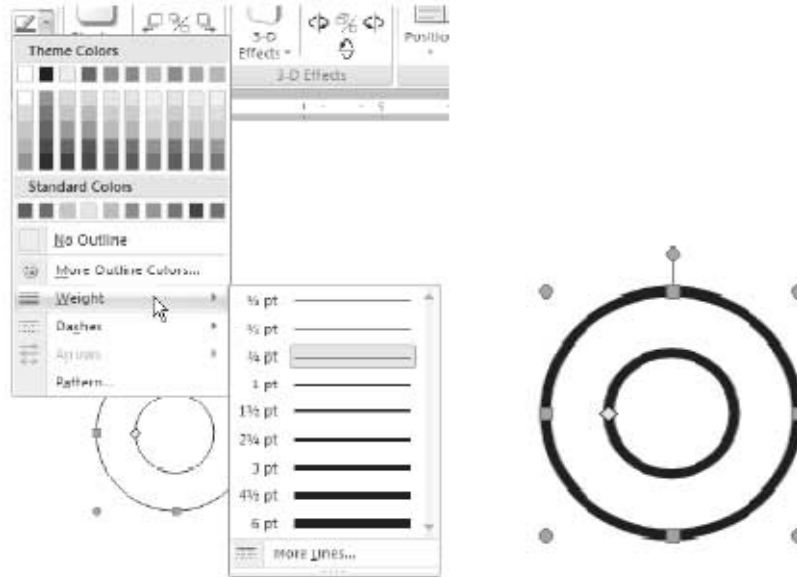 3-D
Effects
Position
3-D Effects
Theme Colors
Standard Colors
No Outline
More Outline Colors...
Weight
Dashes
Arrows
Pattern...
¼ pt
½ pt
¾ pt
1 pt
1½ pt
2¼ pt
3 pt
4½ pt
6 pt
More Lines...